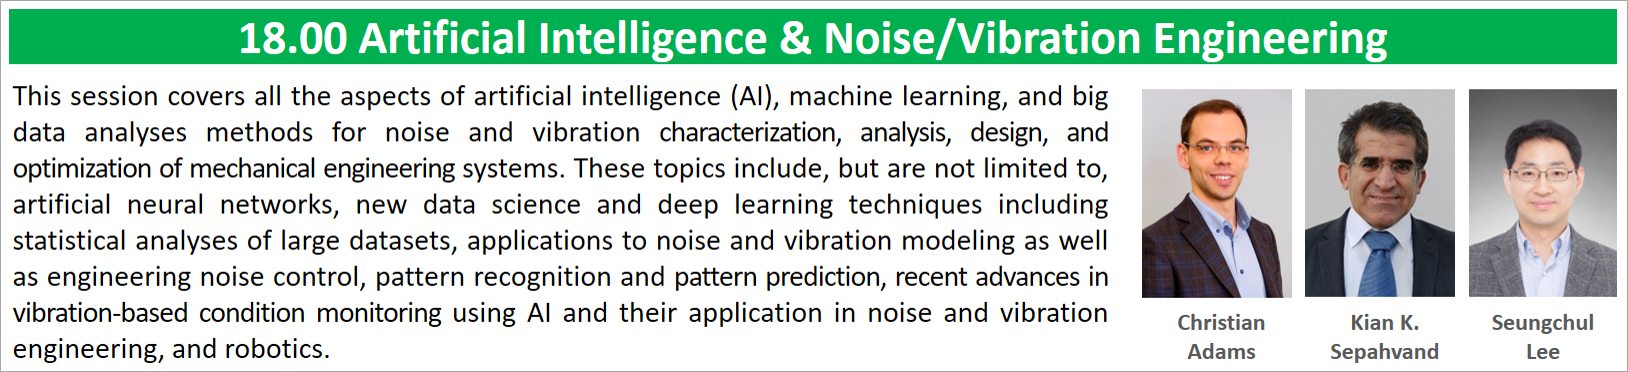 18.00 Artificial Intelligence & Noise/Vibration Engineering
This session covers all the aspects of artificial intelligence (AI), machine learning, and big
data analyses methods for noise and vibration characterization, analysis, design, and
optimization of mechanical engineering systems. These topics include, but are not limited to,
artificial neural networks, new data science and deep learning techniques including
statistical analyses of large datasets, applications to noise and vibration modeling as well
as engineering noise control, pattern recognition and pattern prediction, recent advances in
vibration-based condition monitoring using AI and their application in noise and vibration
engineering, and robotics.
Christian
Adams
Kian K.
Sepahvand
Seungchul
Lee